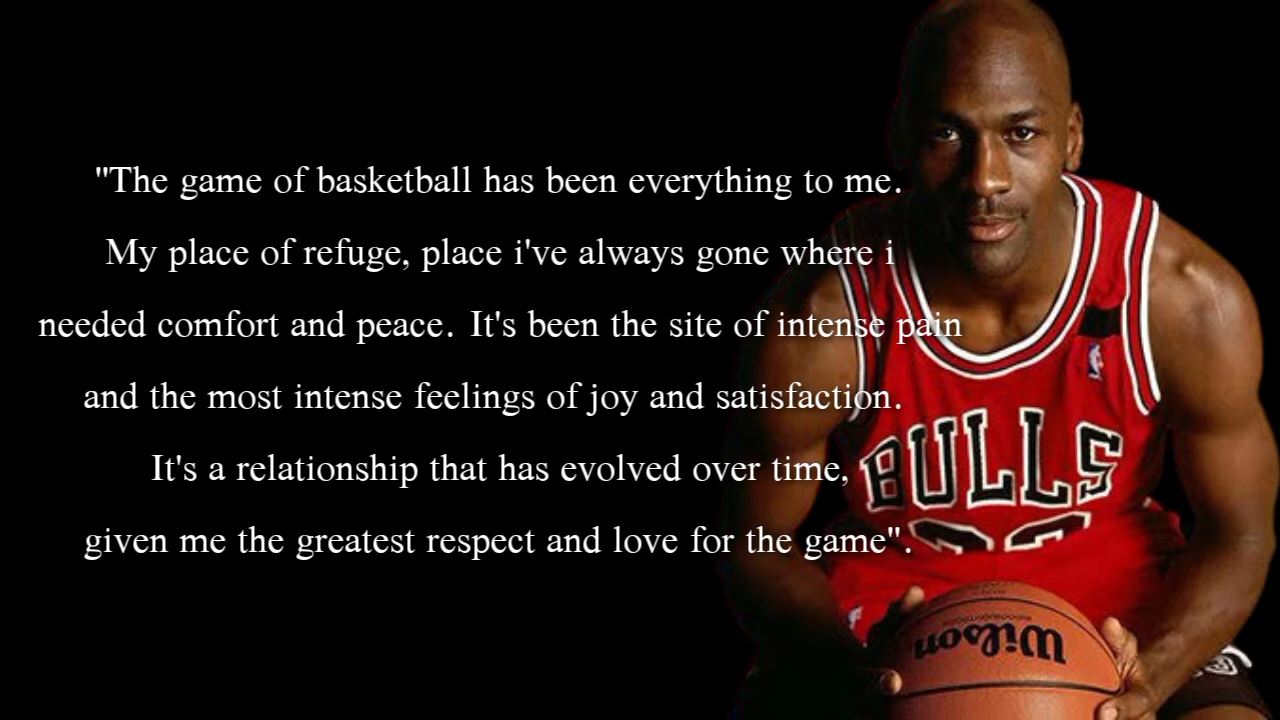 "The game of basketball has been everything to me.
My place of refuge, place i've always gone where i
needed comfort and peace. It's been the site of intense pain
and the most intense feelings of joy and satisfaction.
It's a relationship that has evolved over time,
given me the greatest respect and love for the game".
BULLS
Wilson